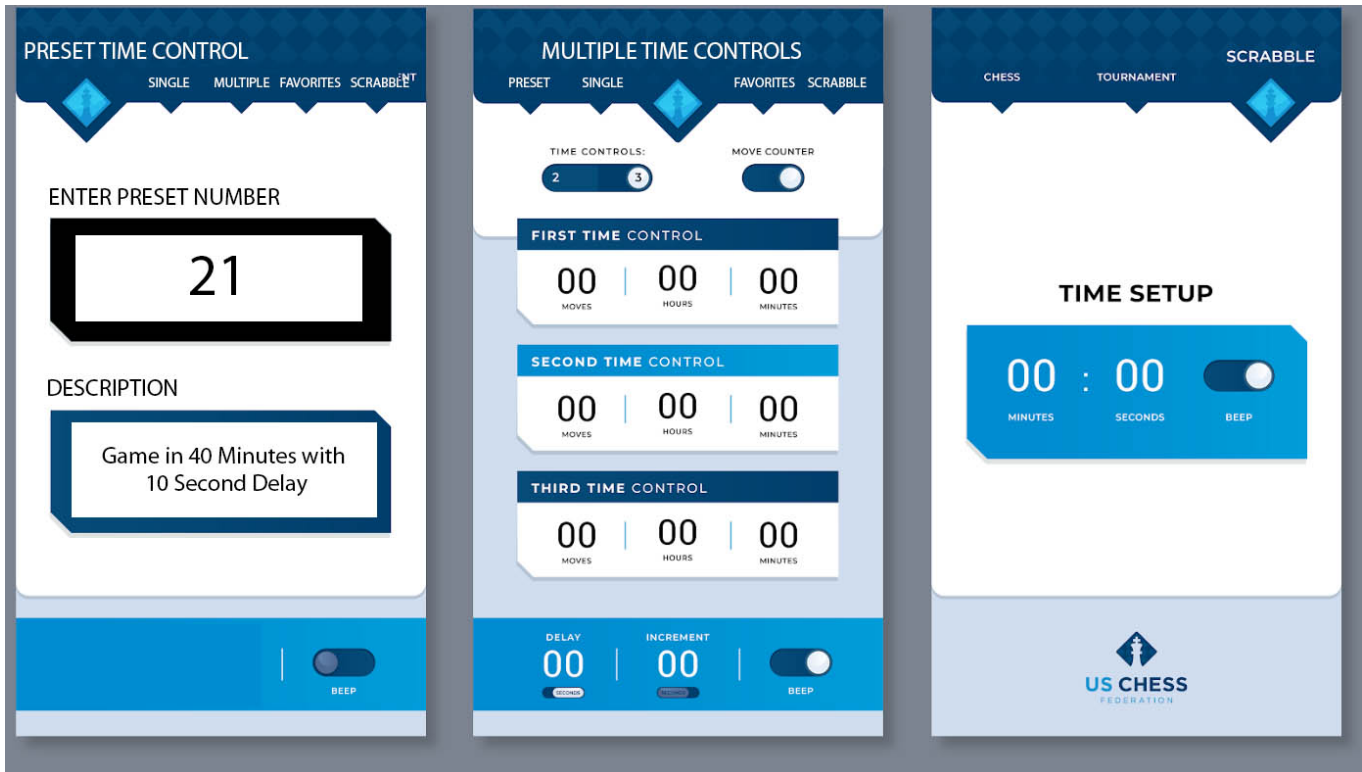 PRESET TIME CONTROL
SINGLE MULTIPLE FAVORITES SCRABBLE
ENTER PRESET NUMBER
21
DESCRIPTION
Game in 40 Minutes with
10 Second Delay
BEEP
MULTIPLE TIME CONTROLS
PRESET SINGLE FAVORITES SCRABBLE
TIME CONTROLS: MOVE COUNTER
2 3
FIRST TIME CONTROL
00 00 00
MOVES HOURS MINUTES
SECOND TIME CONTROL
00 00 00
MOVES HOURS MINUTES
THIRD TIME CONTROL
00 00 00
MOVES HOURS MINUTES
DELAY INCREMENT
00 00
SECONDS SECONDS BEEP
SCRABBLE
CHESS TOURNAMENT
TIME SETUP
00 : 00
MINUTES SECONDS BEEP
US CHESS
FEDERATION